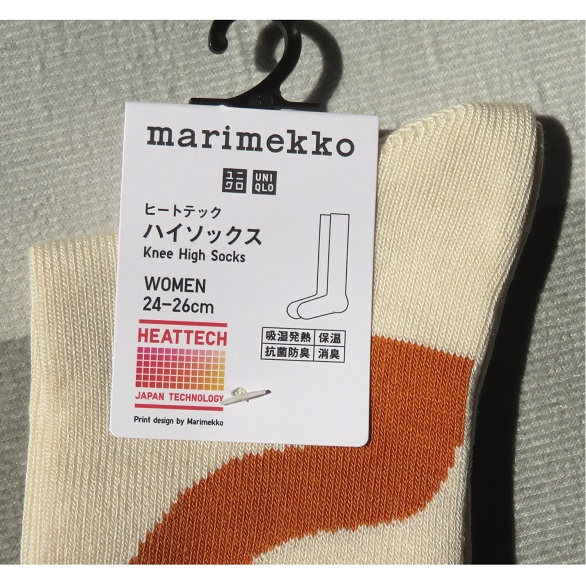 marimekko
ユニクロ UNIQLO
ヒートテック
ハイソックス
Knee High Socks
WOMEN
24-26cm
HEATTECH
JAPAN TECHNOLOGY
吸湿発熱 保温
抗菌防臭 消臭
Print design by Marimekko